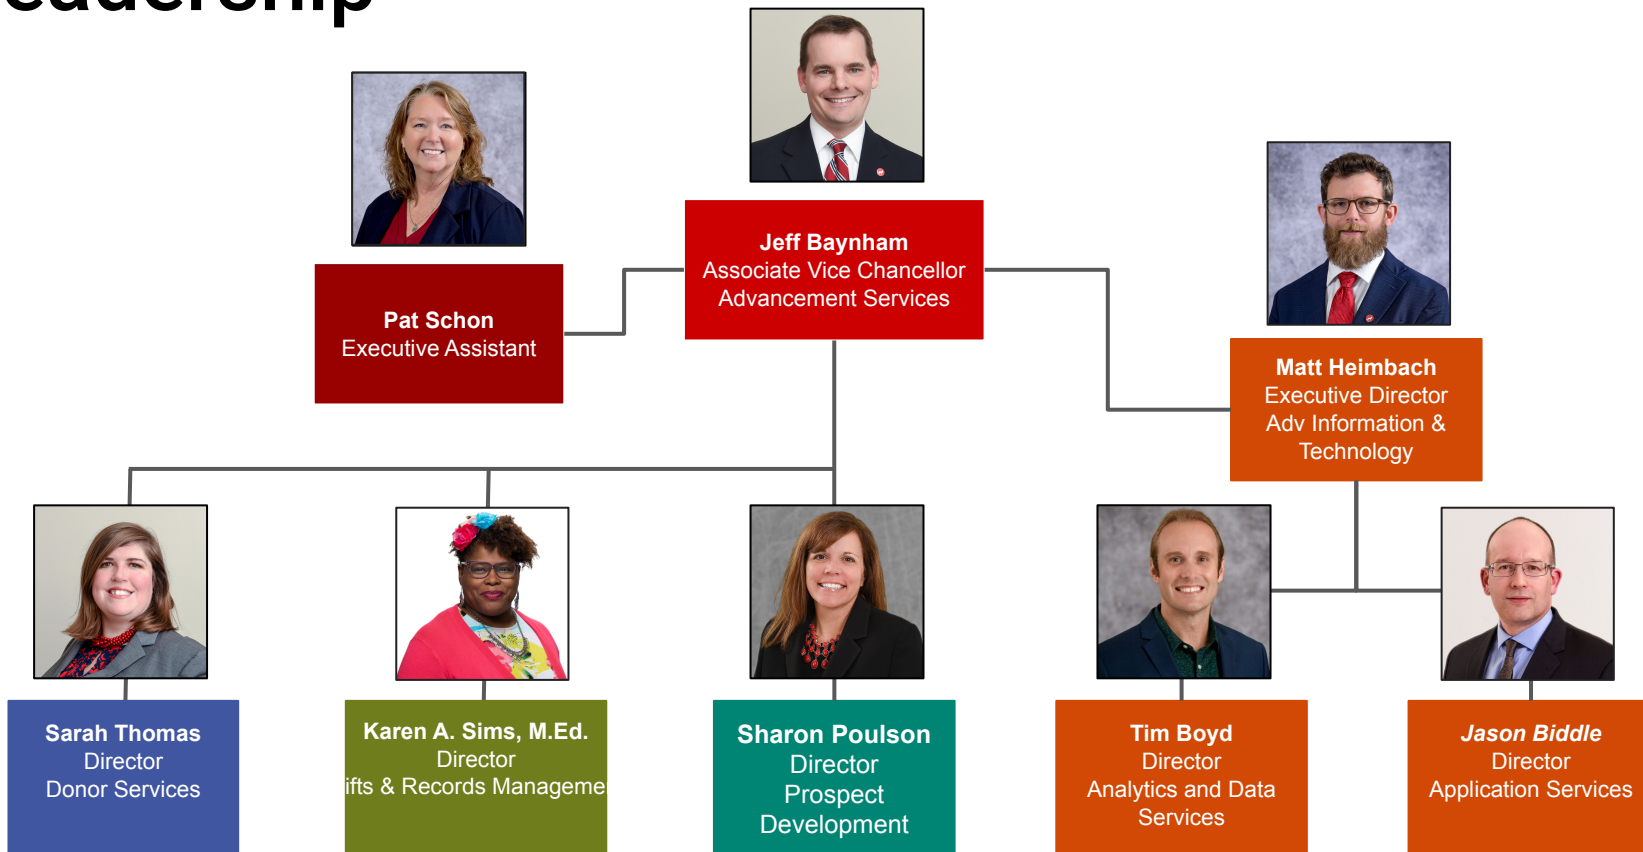 eadership
Jeff Baynham
Associate Vice Chancellor
Advancement Services
Pat Schon
Executive Assistant
Matt Heimbach
Executive Director
Adv Information &
Technology
Sarah Thomas
Director
Donor Services
Karen A. Sims, M.Ed.
Director
ifts & Records Manageme
Sharon Poulson
Director
Prospect
Development
Tim Boyd
Director
Analytics and Data
Services
Jason Biddle
Director
Application Services